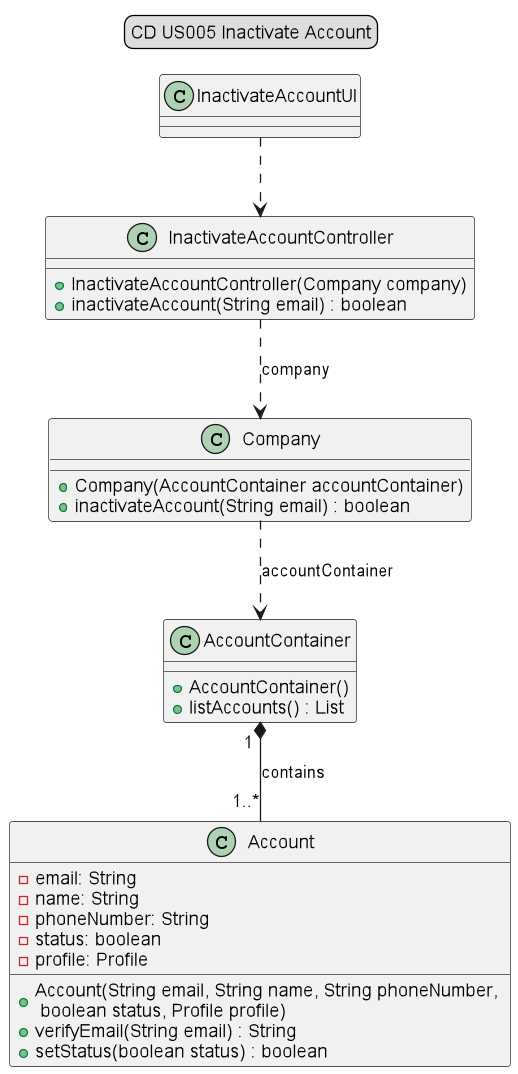 CD US005 Inactivate Account
C InactivateAccountUI
C InactivateAccountController
InactivateAccountController(Company company)
inactivateAccount(String email) : boolean
company
C Company
Company(AccountContainer accountContainer)
inactivateAccount(String email) : boolean
accountContainer
C AccountContainer
AccountContainer()
listAccounts() : List
1
contains
1..*
C Account
email: String
name: String
phoneNumber: String
status: boolean
profile: Profile
Account(String email, String name, String phoneNumber,
boolean status, Profile profile)
verifyEmail(String email) : String
setStatus(boolean status) : boolean